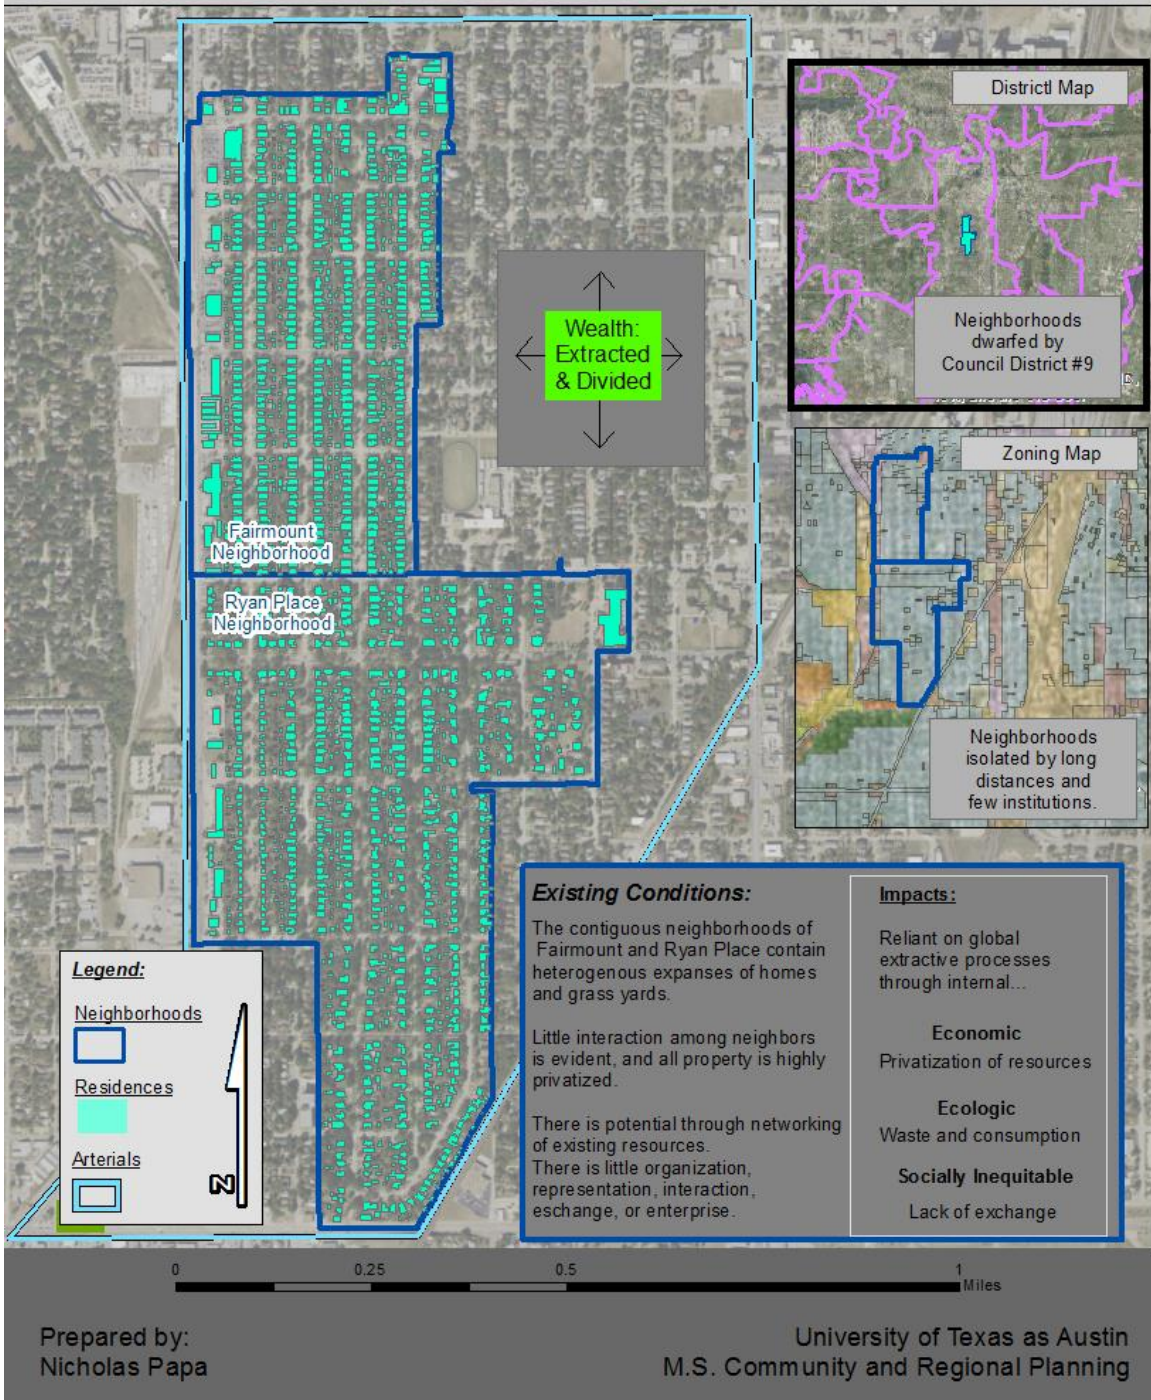 Districtl Map
Neighborhoods
dwarfed by
Council District #9
Wealth:
Extracted
& Divided
Zoning Map
Neighborhoods
isolated by long
distances and
few institutions.
Fairmount
Neighborhood
Ryan Place
Neighborhood
Legend:
Neighborhoods
Residences
Arterials
N
Existing Conditions:
The contiguous neighborhoods of
Fairmount and Ryan Place contain
heterogenous expanses of homes
and grass yards.
Little interaction among neighbors
is evident, and all property is highly
privatized.
There is potential through networking
of existing resources.
There is little organization,
representation, interaction,
eschange, or enterprise.
Impacts:
Reliant on global
extractive processes
through internal...
Economic
Privatization of resources
Ecologic
Waste and consumption
Socially Inequitable
Lack of exchange
0 0.25 0.5 1
Miles
Prepared by:
Nicholas Papa
University of Texas as Austin
M.S. Community and Regional Planning